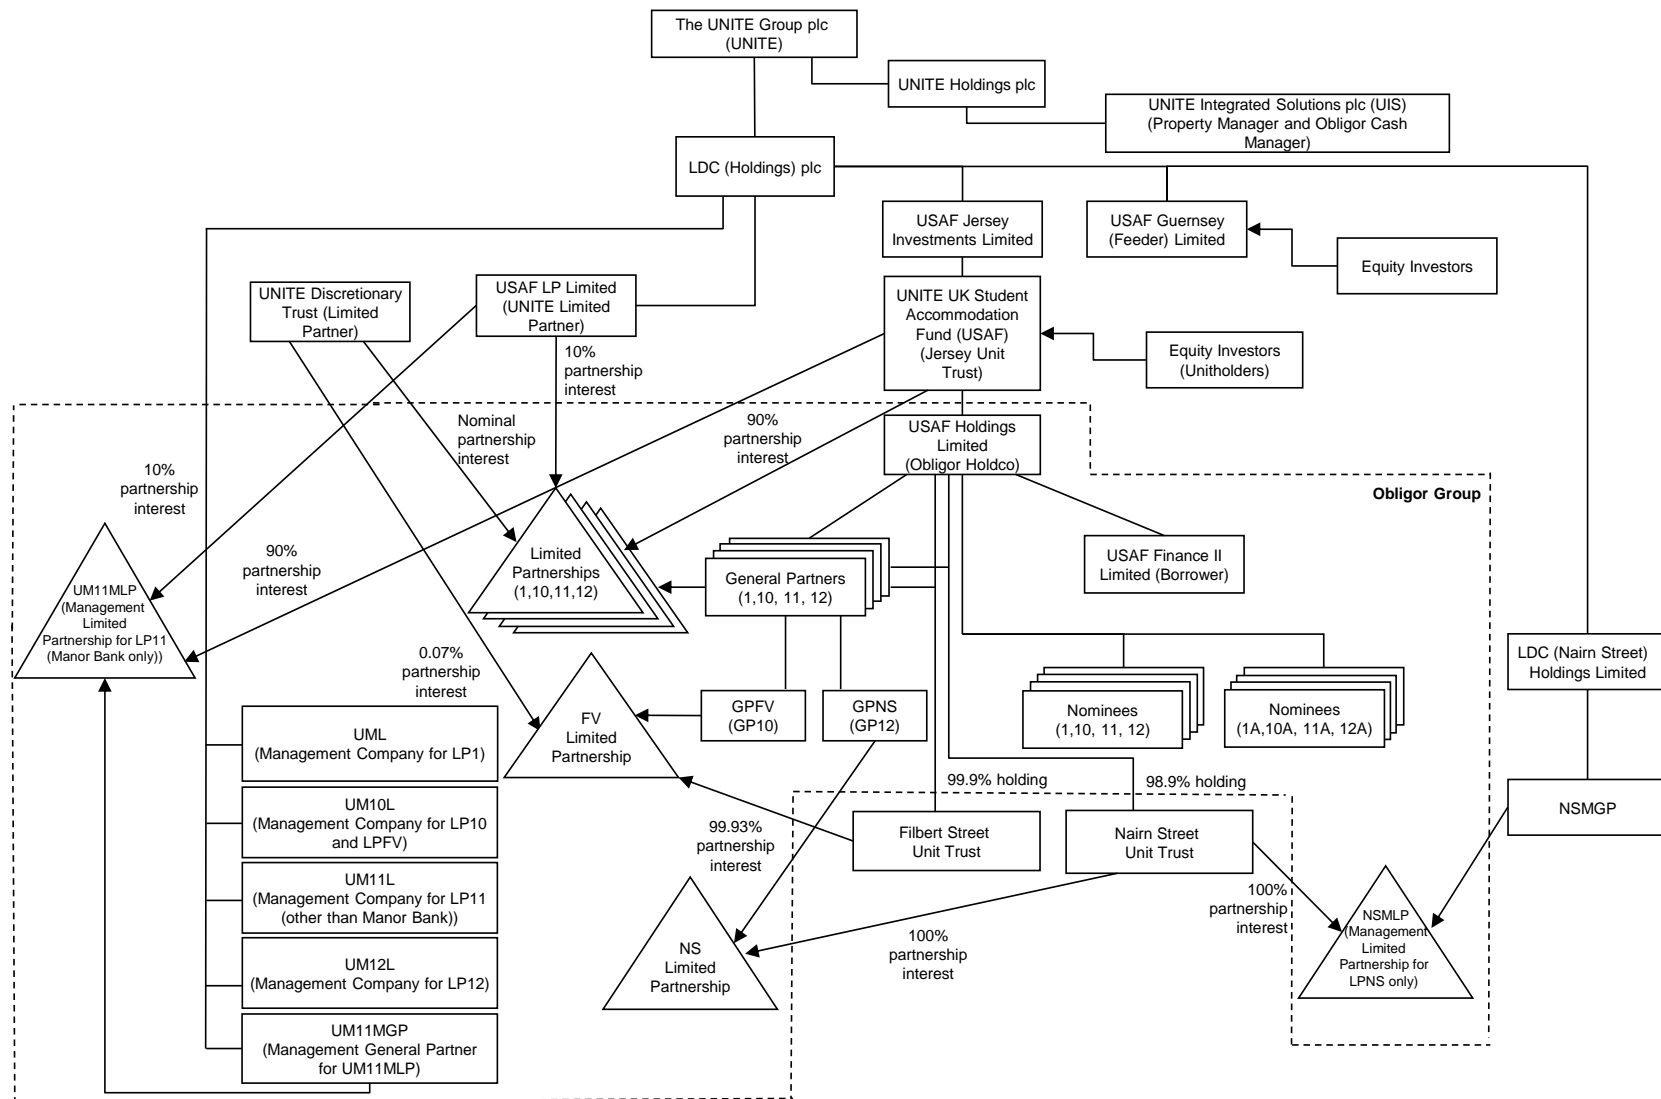 The UNITE Group plc
(UNITE)
UNITE Holdings plc
UNITE Integrated Solutions plc (UIS)
(Property Manager and Obligor Cash
Manager)
LDC (Holdings) plc
USAF Jersey
Investments Limited
USAF Guernsey
(Feeder) Limited
Equity Investors
UNITE Discretionary
Trust (Limited
Partner)
USAF LP Limited
(UNITE Limited
Partner)
UNITE UK Student
Accommodation
Fund (USAF)
(Jersey Unit
Trust)
Equity Investors
(Unitholders)
10%
partnership
interest
Nominal
partnership
interest
90%
partnership
interest
USAF Holdings
Limited
(Obligor Holdco)
10%
partnership
interest
Obligor Group
90%
partnership
interest
Limited
Partnerships
(1,10,11,12)
General Partners
(1,10, 11, 12)
USAF Finance II
Limited (Borrower)
UM11MLP
(Management
Limited
Partnership for LP11
(Manor Bank only))
0.07%
partnership
interest
LDC (Nairn Street)
Holdings Limited
FV
Limited
Partnership
GPFV
(GP10)
GPNS
(GP12)
Nominees
(1,10, 11, 12)
Nominees
(1A,10A, 11A, 12A)
UML
(Management Company for LP1)
99.9% holding
98.9% holding
NSMGP
UM10L
(Management Company for LP10
and LPFV)
99.93%
partnership
interest
Filbert Street
Unit Trust
Nairn Street
Unit Trust
UM11L
(Management Company for LP11
(other than Manor Bank))
100%
partnership
interest
NSMLP
(Management
Limited
Partnership for
LPNS only)
100%
partnership
interest
NS
Limited
Partnership
UM12L
(Management Company for LP12)
UM11MGP
(Management General Partner
for UM11MLP)